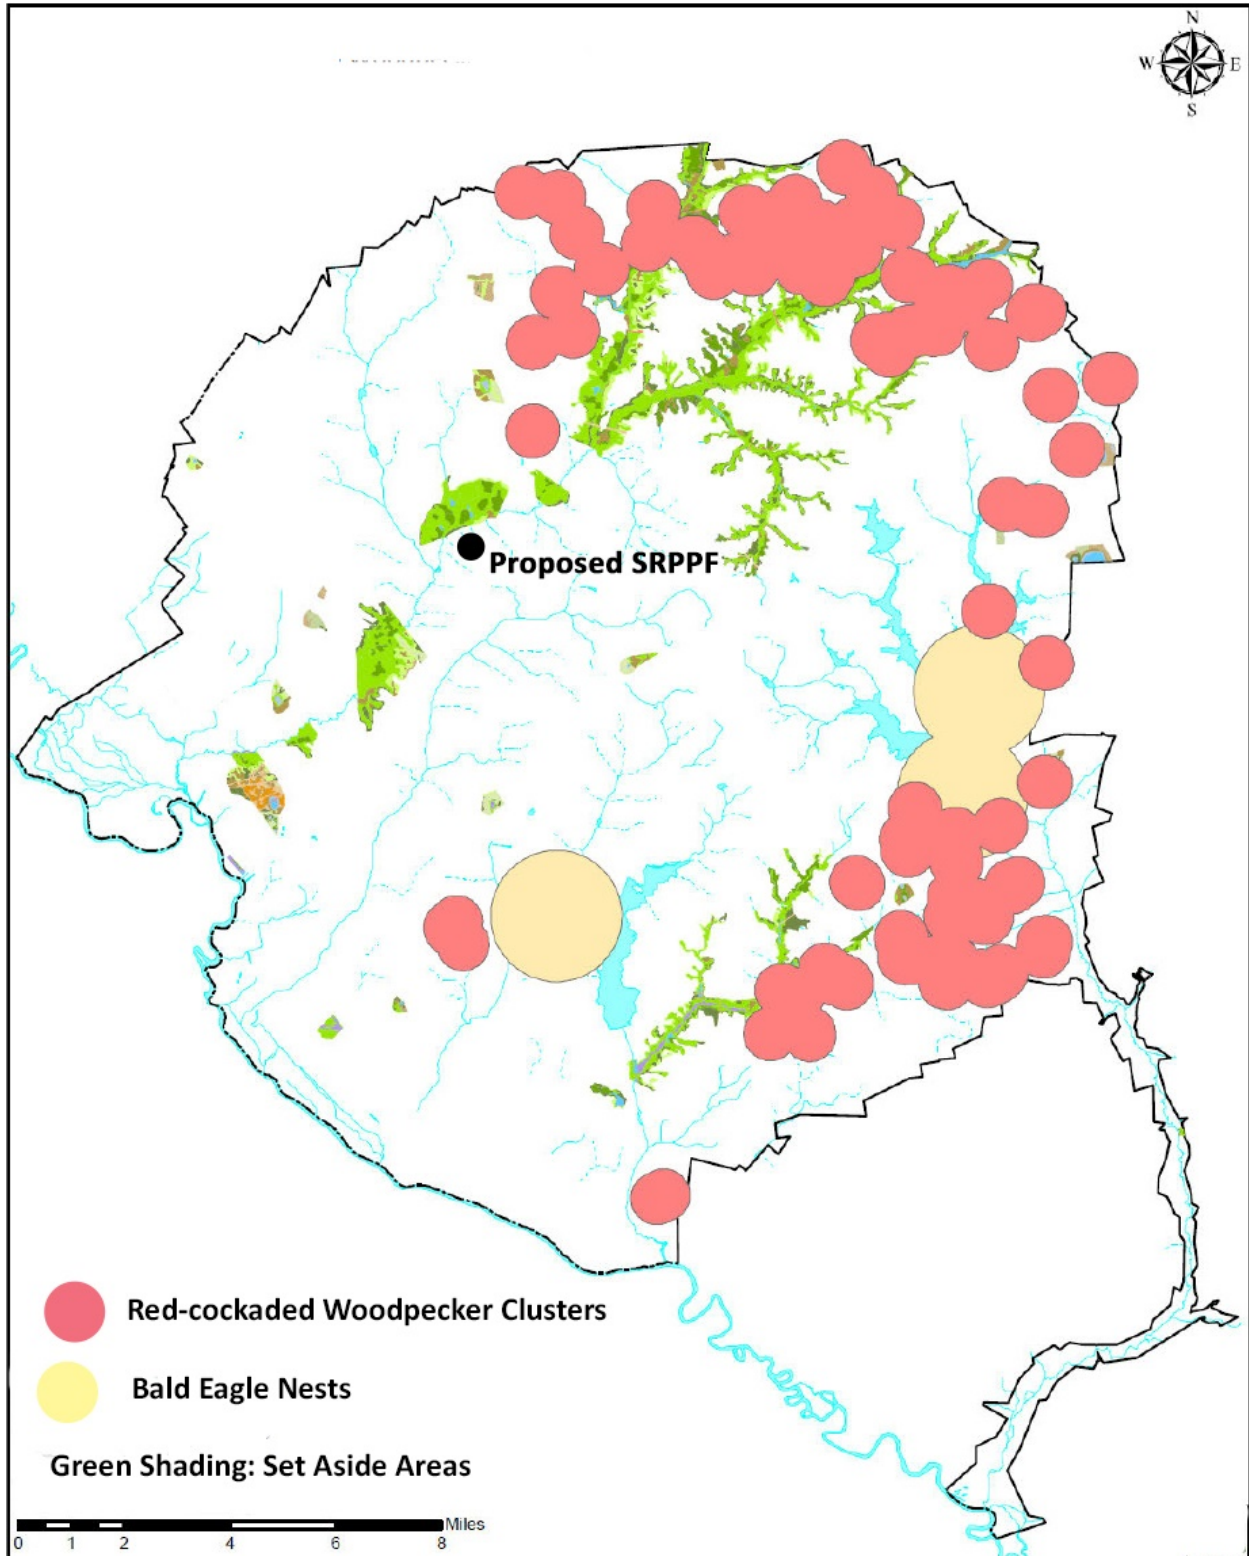 N
W E
S
Proposed SRPPF
Red-cockaded Woodpecker Clusters
Bald Eagle Nests
Green Shading: Set Aside Areas
Miles
0 1 2 4 6 8